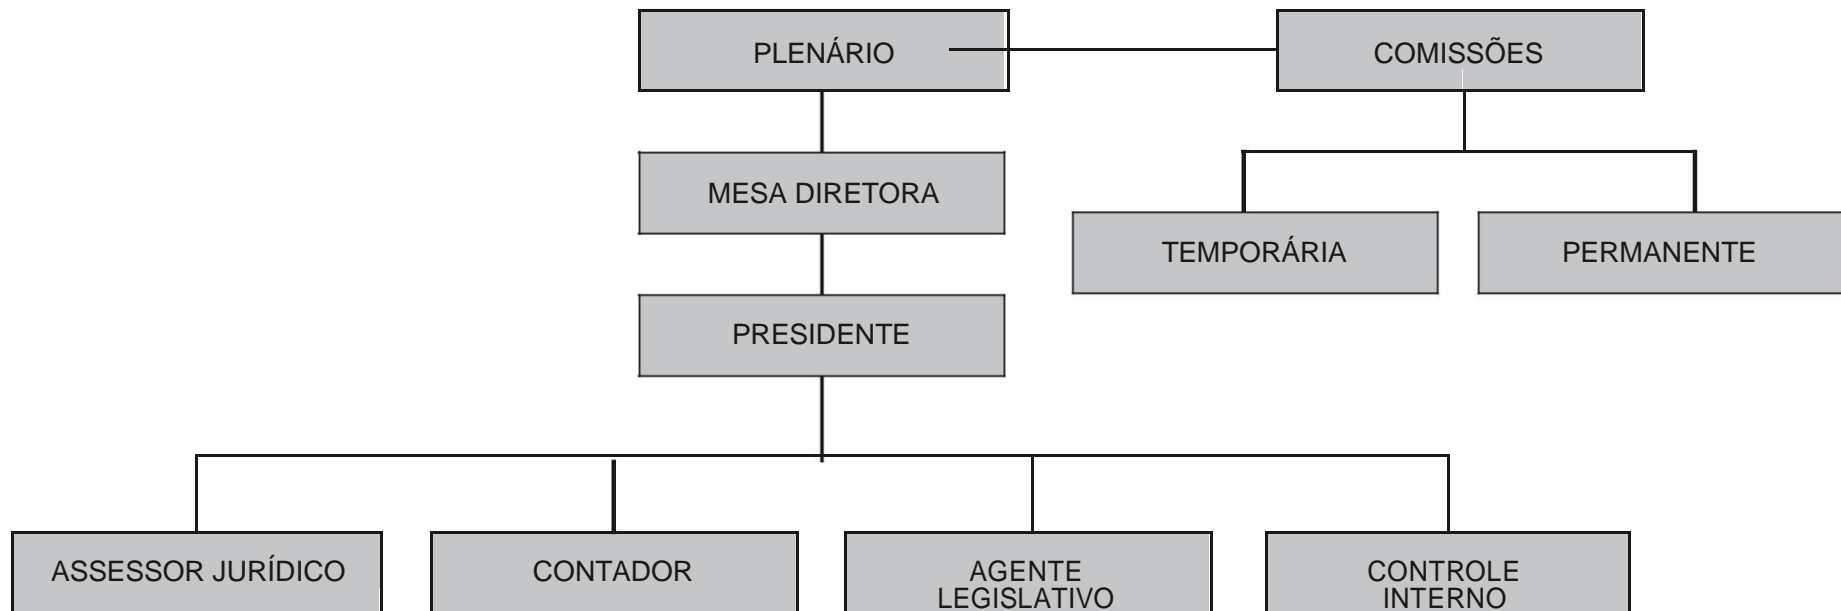 PLENÁRIO
COMISSÕES
MESA DIRETORA
TEMPORÁRIA
PERMANENTE
PRESIDENTE
ASSESSOR JURÍDICO
CONTADOR
AGENTE
LEGISLATIVO
CONTROLE
INTERNO